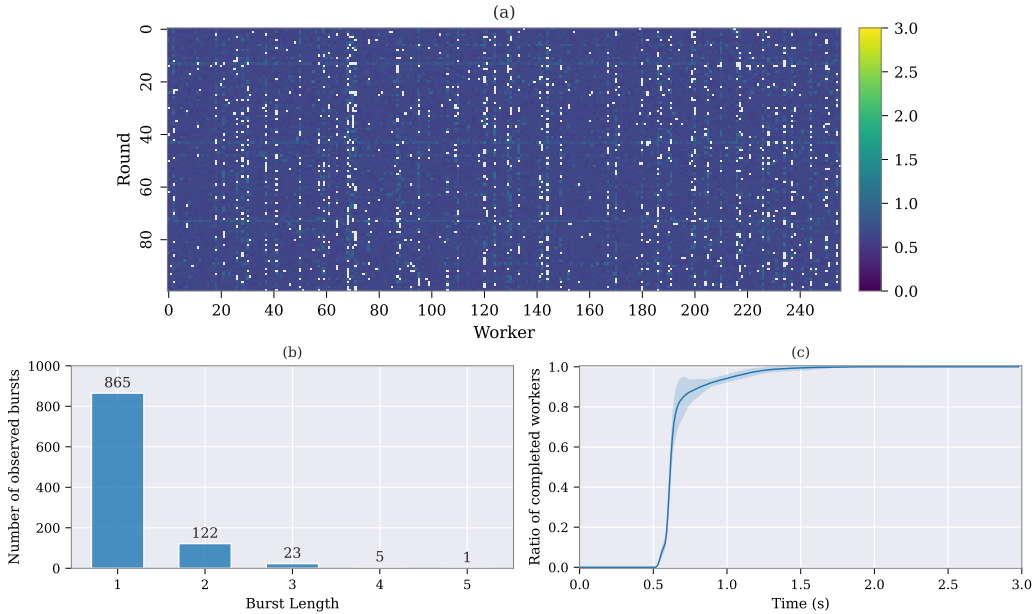 (a)
Round
0
20
40
60
80
0 20 40 60 80 100 120 140 160 180 200 220 240
Worker
3.0
2.5
2.0
1.5
1.0
0.5
0.0
(b)
Number of observed bursts
1000
800
600
400
200
0
865
122
23
5
1
1 2 3 4 5
Burst Length
(c)
Ratio of completed workers
1.0
0.8
0.6
0.4
0.2
0.0
0.0 0.5 1.0 1.5 2.0 2.5 3.0
Time (s)